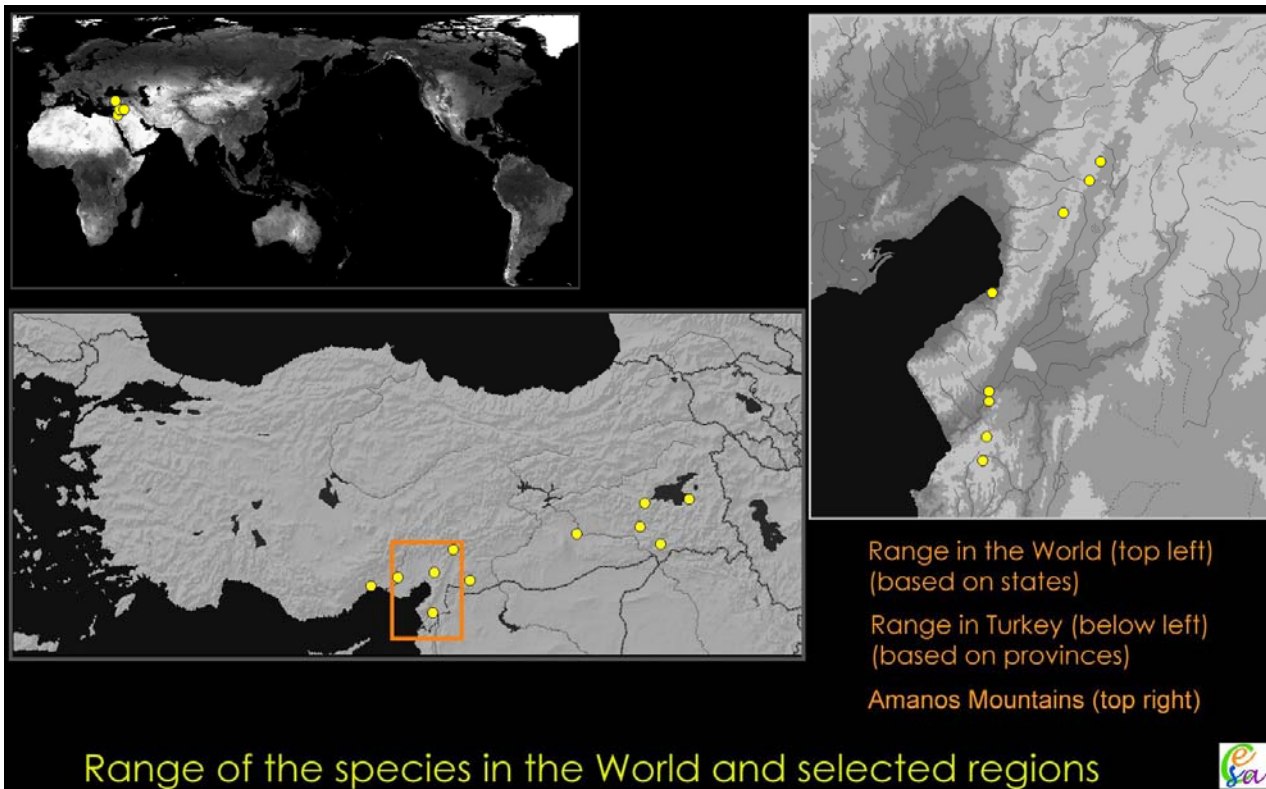 Range in the World (top left)
(based on states)
Range in Turkey (below left)
(based on provinces)
Amanos Mountains (top right)
Range of the species in the World and selected regions
esa